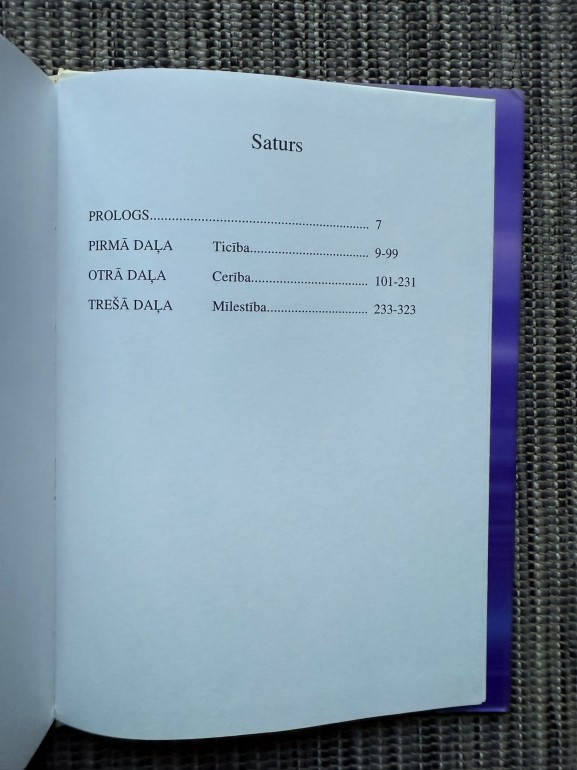 Saturs
PROLOGS........................................................... 7
PIRMĀ DAĻA Ticība................................ 9-99
OTRĀ DAĻA Cerība................................ 101-231
TREŠĀ DAĻA Mīlestība............................ 233-323